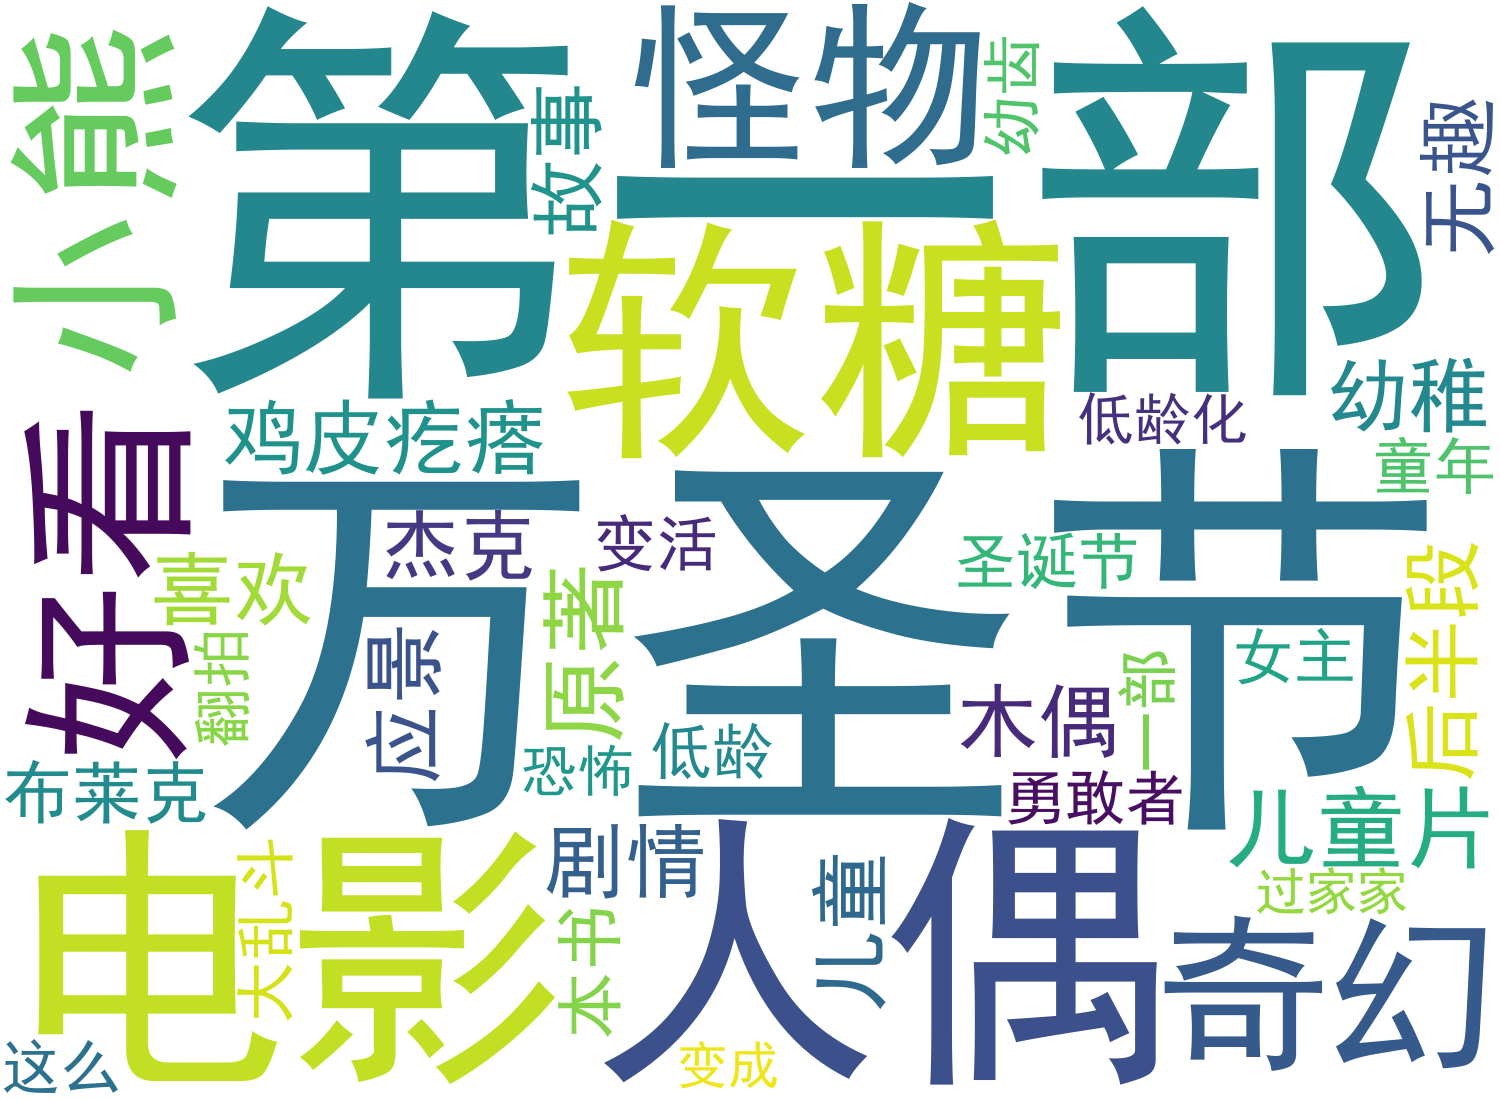 第一部
怪物
小熊
故事
幼齿
无趣
软糖
鸡皮疙瘩
低龄化
幼稚
童年
好看
万圣节
杰克
变活
圣诞节
喜欢
翻拍
应景
原著
后半段
女主
一部
木偶
低龄
恐怖
布莱克
勇敢者
儿童片
电影
大乱斗
剧情
人偶
儿童
过家家
本书
奇幻
这么
变成